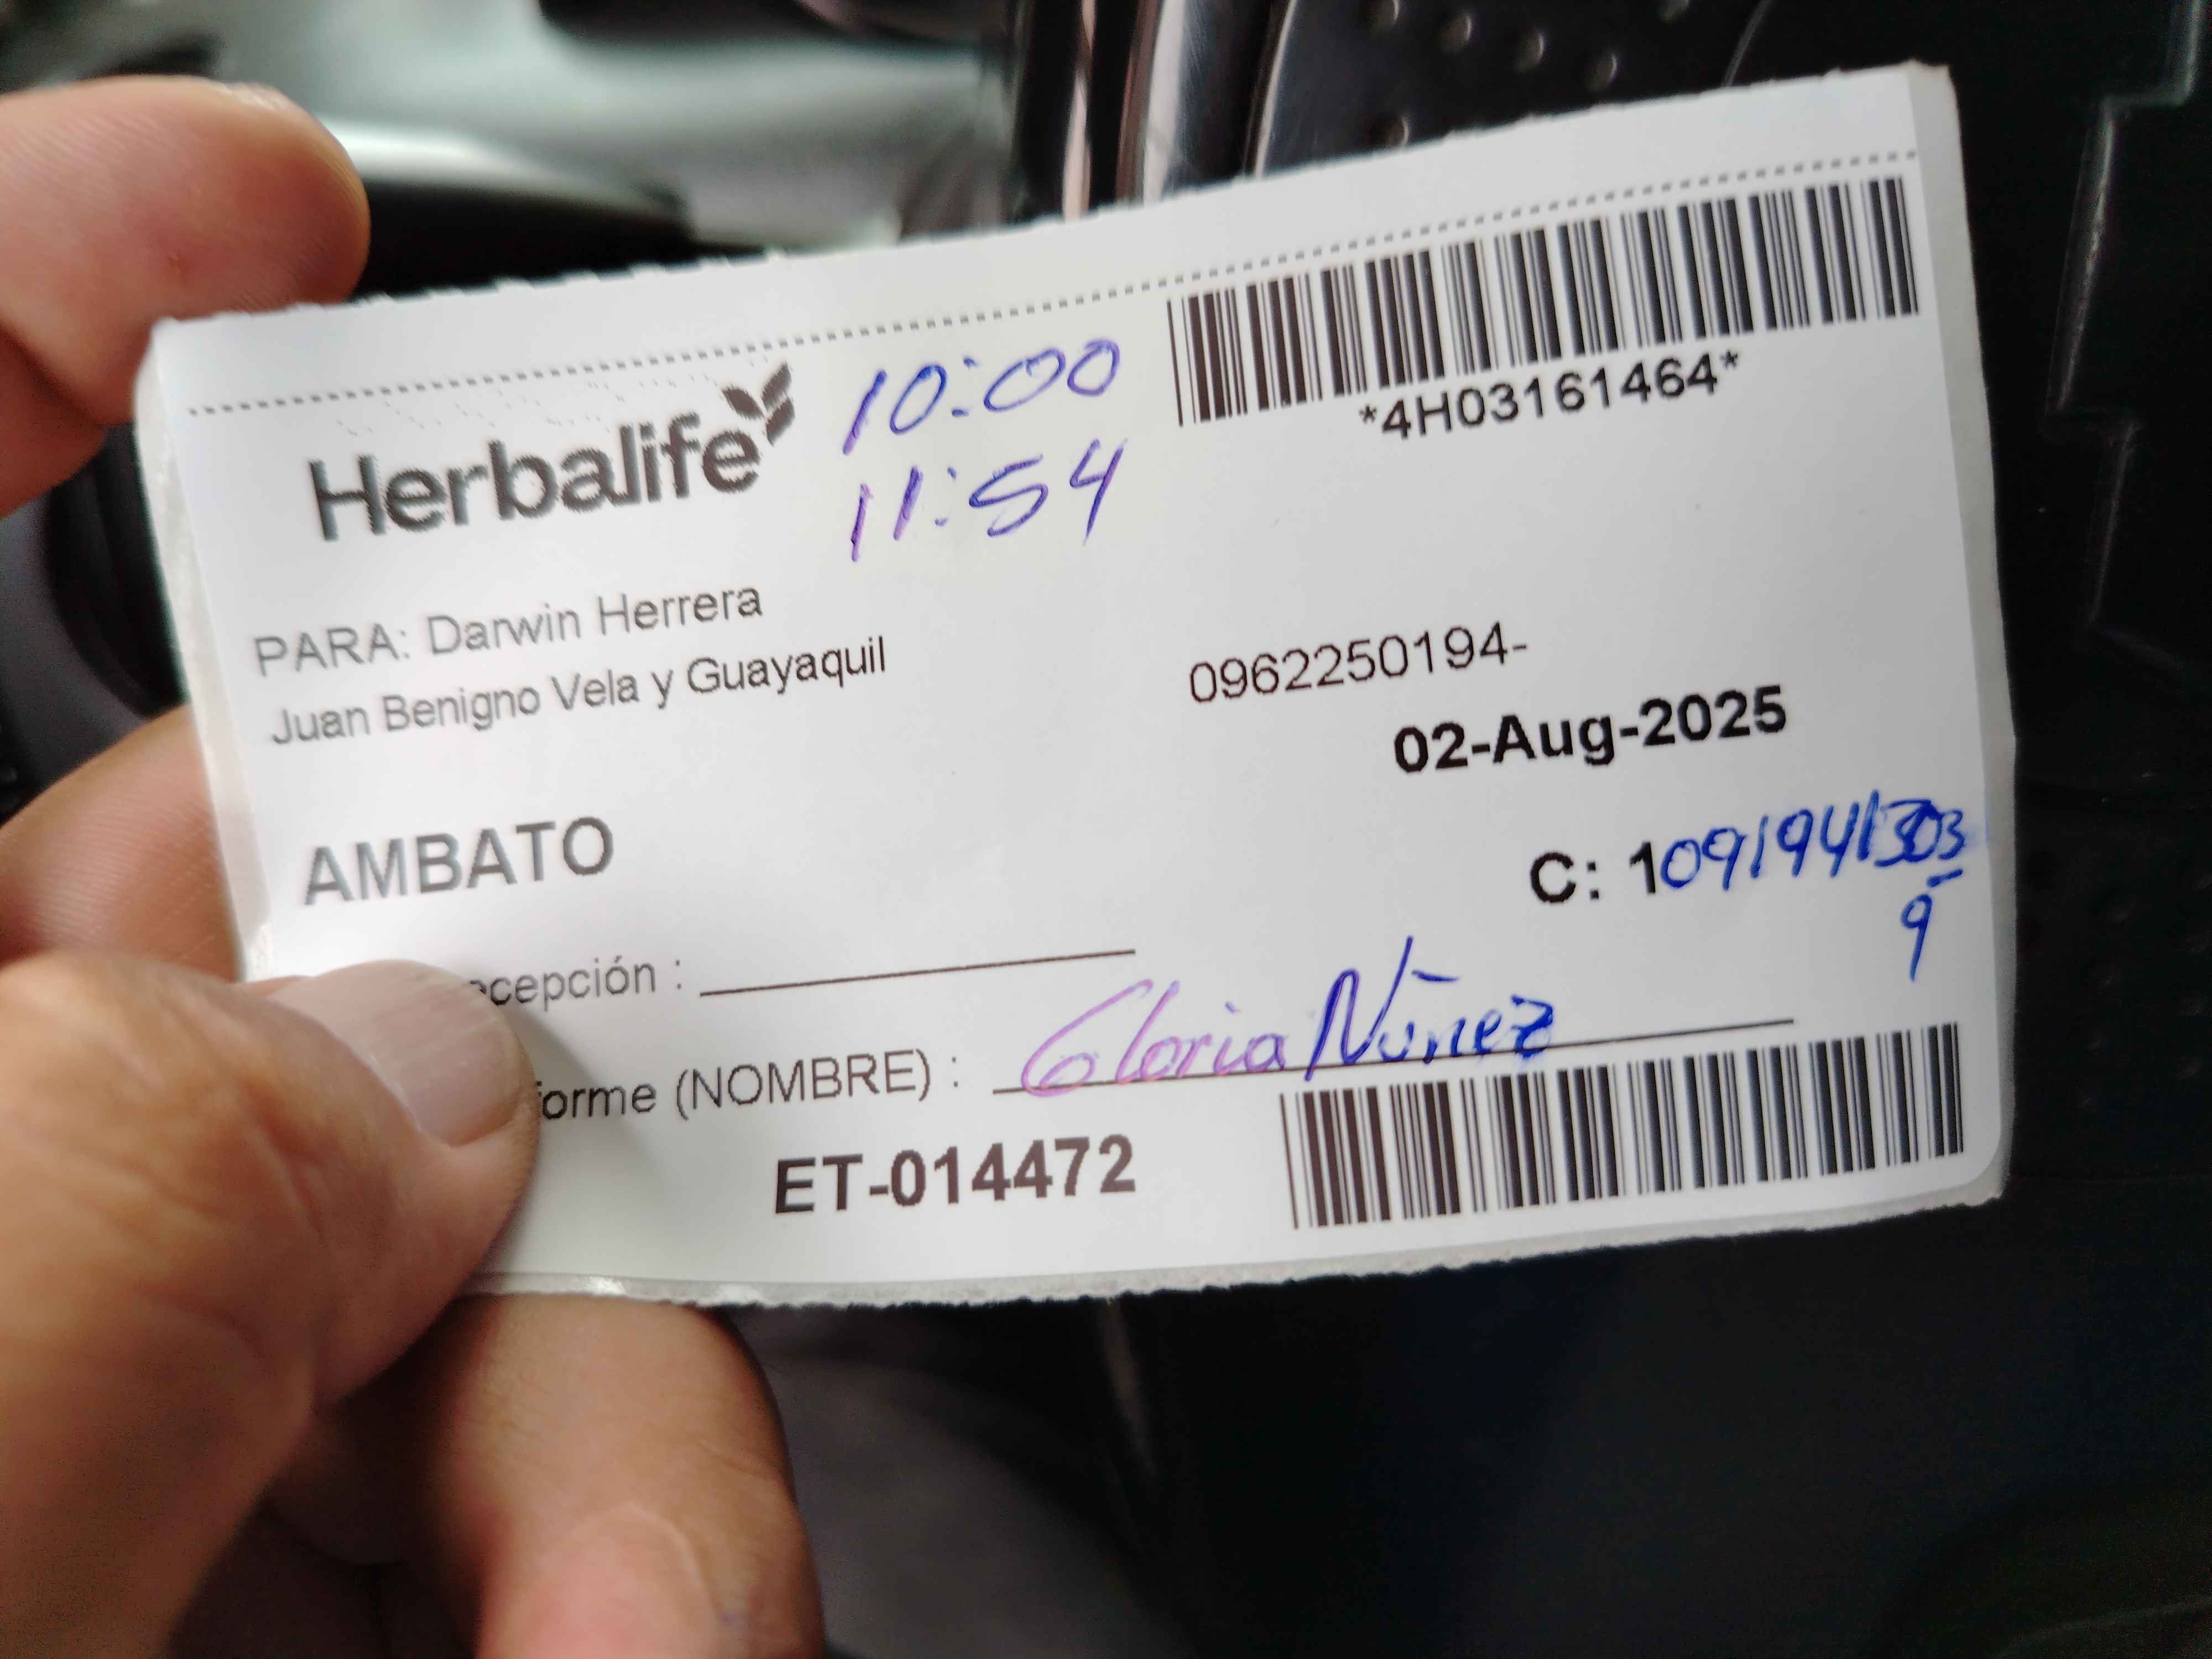 Herbalife
10:00
11:54
*4H03161464*
PARA: Darwin Herrera
Juan Benigno Vela y Guayaquil
0962250194-
02-Aug-2025
AMBATO
C: 1091941303
9
ecepción :
forme (NOMBRE) : Gloria Núnez
ET-014472